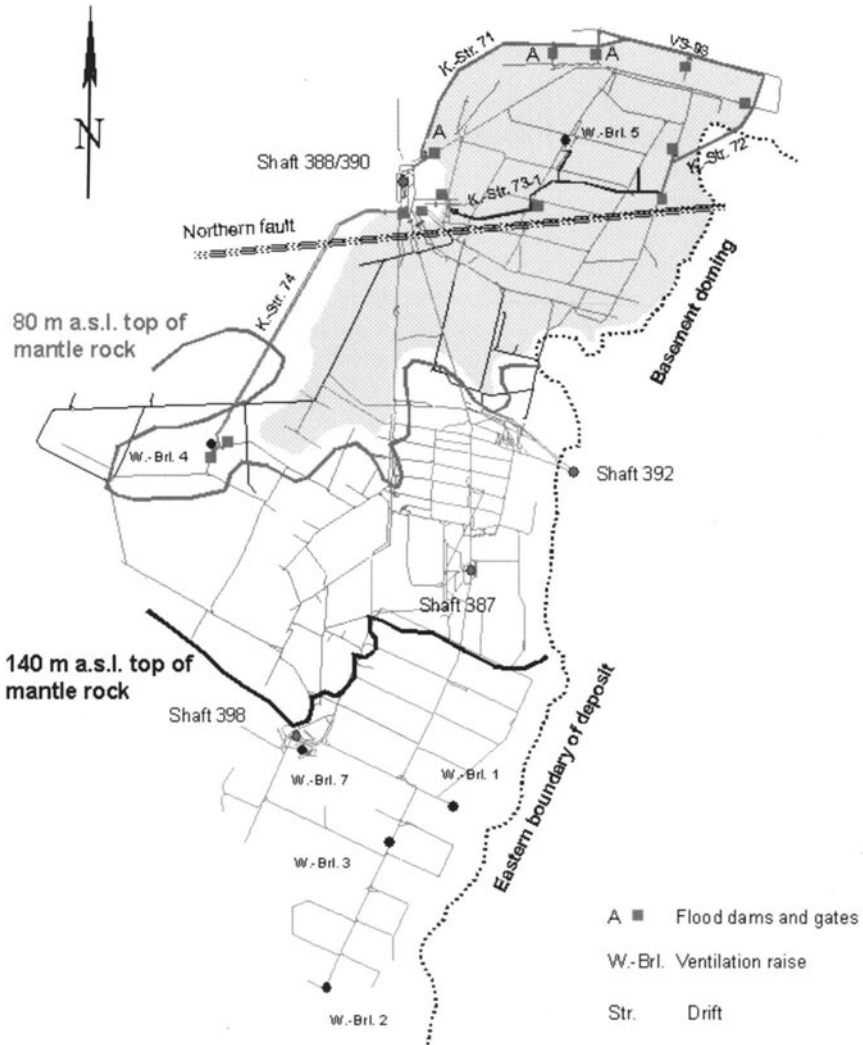 K.-Str. 71
VS-98
A
A
W.-Brl. 5
A
N
Shaft 388/390
K.-Str. 72
K.-Str. 73-1
Northern fault
K.-Str. 74
Basement doming
80 m a.s.l. top of
mantle rock
W.-Brl. 4
Shaft 392
Shaft 387
140 m a.s.l. top of
mantle rock
Shaft 398
Eastern boundary of deposit
W.-Brl. 7
W.-Brl. 1
W.-Brl. 3
W.-Brl. 2
A Flood dams and gates
W.-Brl. Ventilation raise
Str. Drift